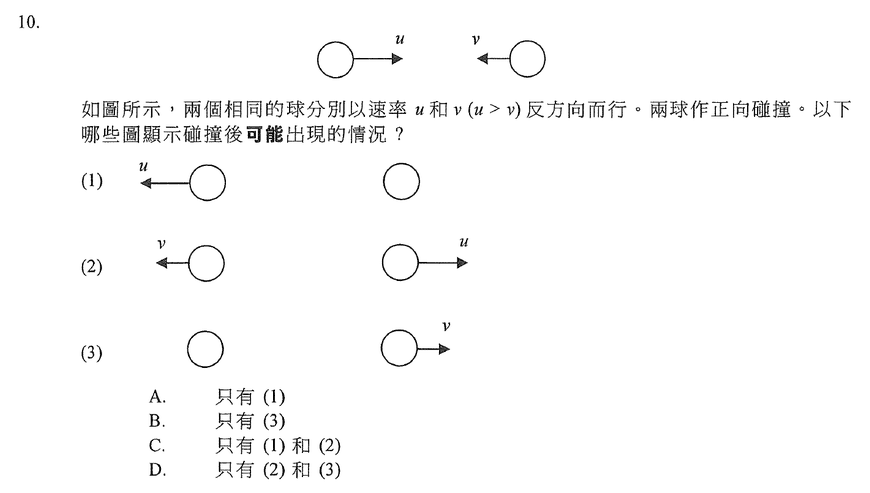 10.
u v
如圖所示，兩個相同的球分別以速率 u 和 v (u > v) 反方向而行。兩球作正向碰撞。以下
哪些圖顯示碰撞後可能出現的情況？
u
(1)
v u
(2)
v
(3)
A. 只有 (1)
B. 只有 (3)
C. 只有 (1) 和 (2)
D. 只有 (2) 和 (3)